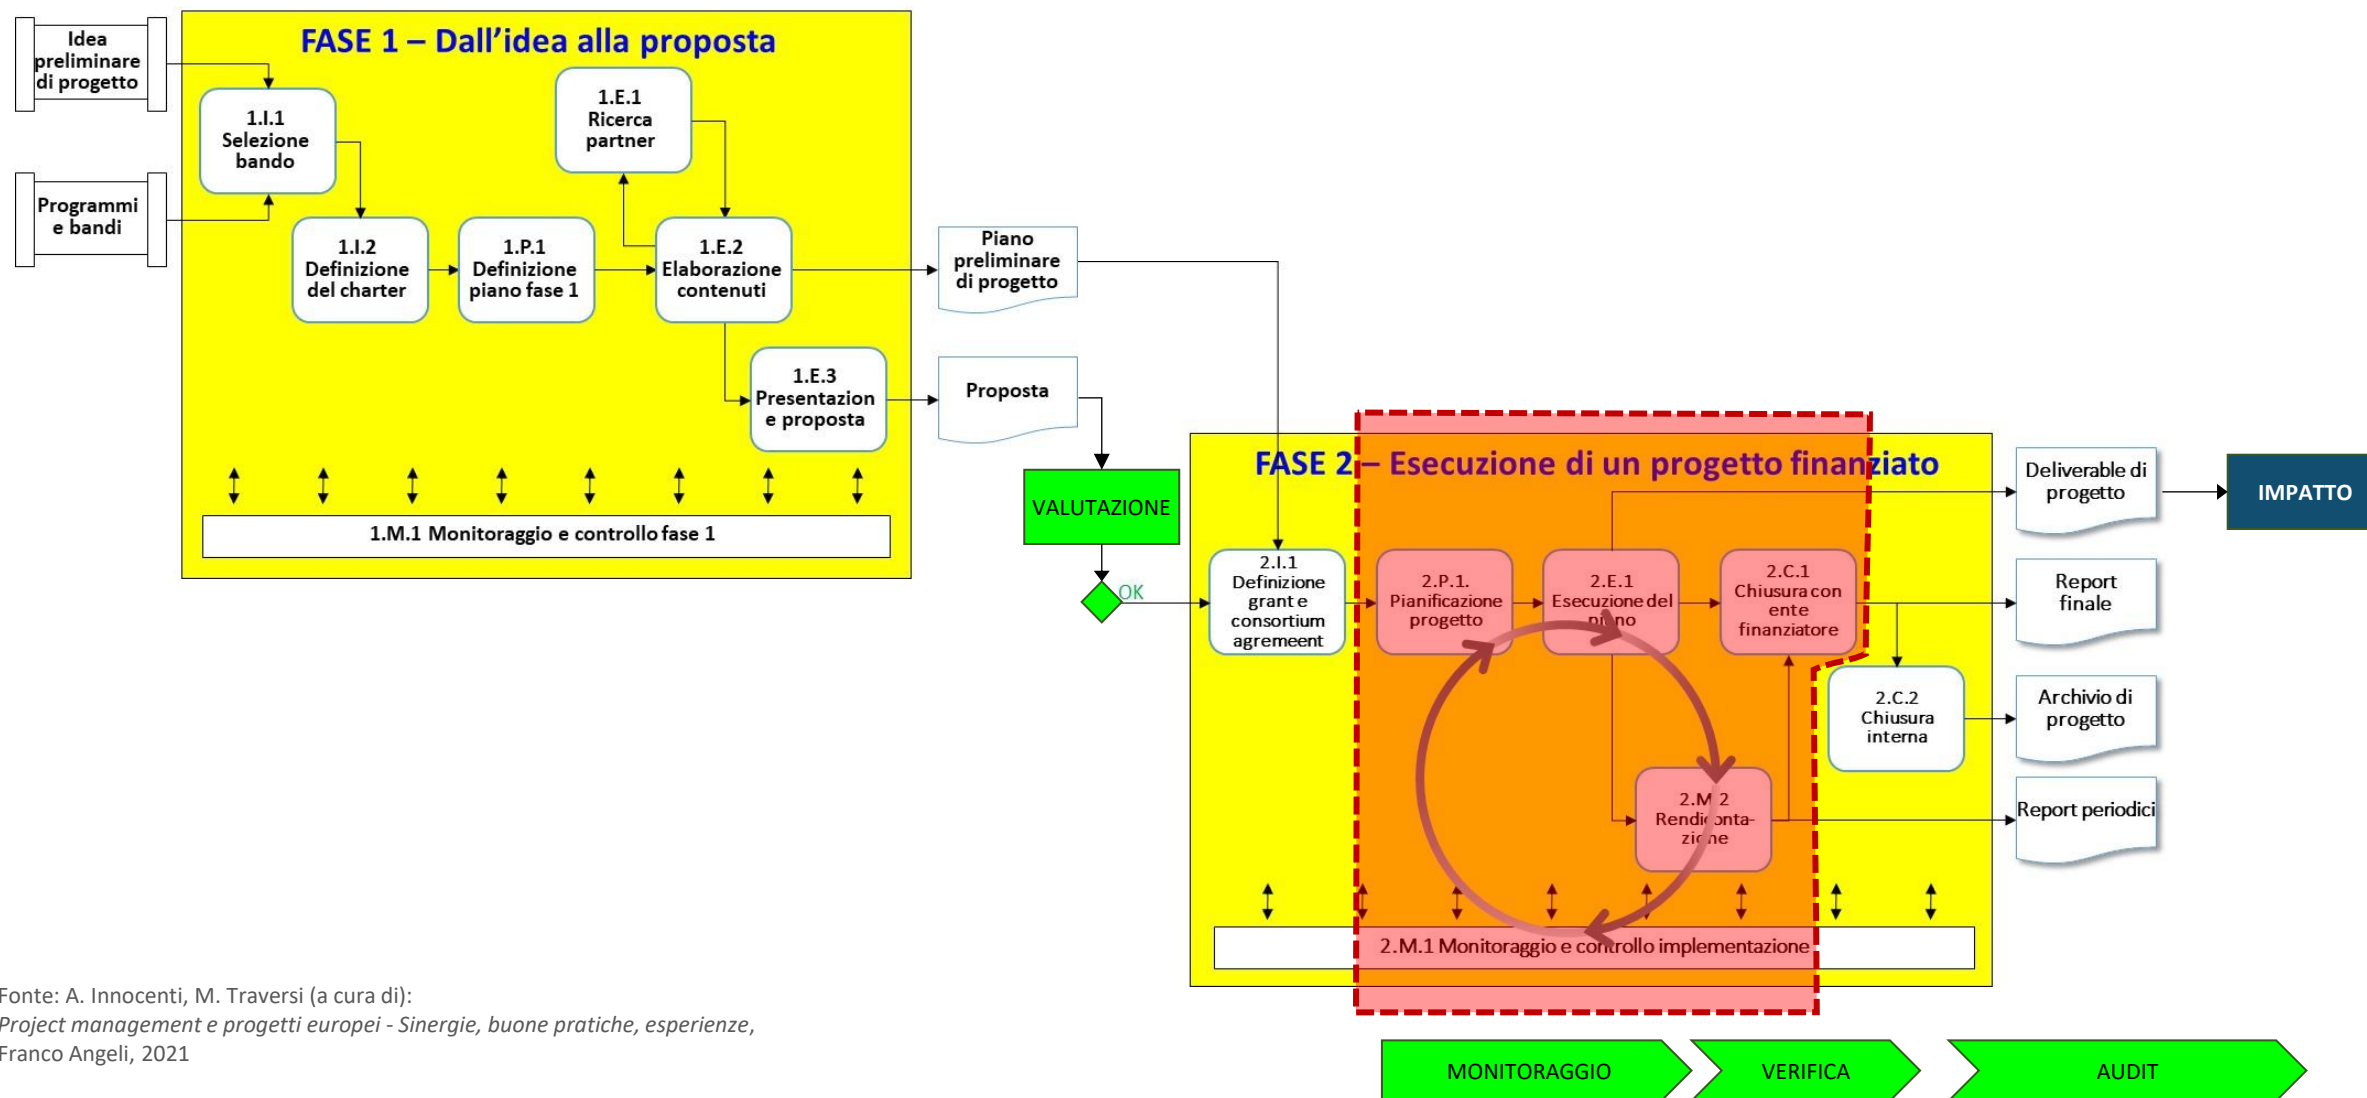 Idea
preliminare
di progetto
Programmi
e bandi
FASE 1 – Dall'idea alla proposta
1.I.1
Selezione
bando
1.E.1
Ricerca
partner
1.I.2
Definizione
del charter
1.P.1
Definizione
piano fase 1
1.E.2
Elaborazione
contenuti
1.E.3
Presentazion
e proposta
1.M.1 Monitoraggio e controllo fase 1
Piano
preliminare
di progetto
Proposta
VALUTAZIONE
OK
FASE 2 – Esecuzione di un progetto finanziato
2.I.1
Definizione
grant e
consortium
agremeent
2.P.1.
Pianificazione
progetto
2.E.1
Esecuzione del
piano
2.C.1
Chiusura con
ente
finanziatore
2.C.2
Chiusura
interna
2.M.2
Rendiconta-
zione
2.M.1 Monitoraggio e controllo implementazione
Deliverable di
progetto
IMPATTO
Report
finale
Archivio di
progetto
Report periodici
Fonte: A. Innocenti, M. Traversi (a cura di):
Project management e progetti europei - Sinergie, buone pratiche, esperienze,
Franco Angeli, 2021
MONITORAGGIO
VERIFICA
AUDIT